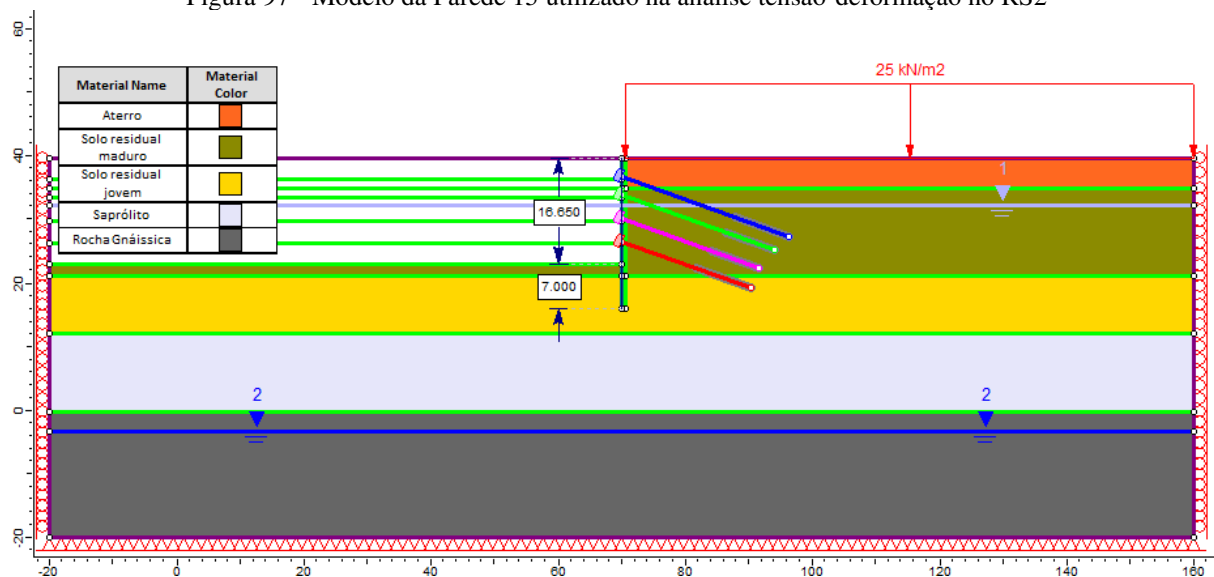 Figura 97 - Modelo da Parede 15 utilizado na análise tensão-deformação no RS2
60
40
20
0
-20
Material Name
Material Color
Aterro
Solo residual maduro
Solo residual jovem
Saprólito
Rocha Gnáissica
25 kN/m2
1
16.650
7.000
2
2
-20
0
20
40
60
80
100
120
140
160